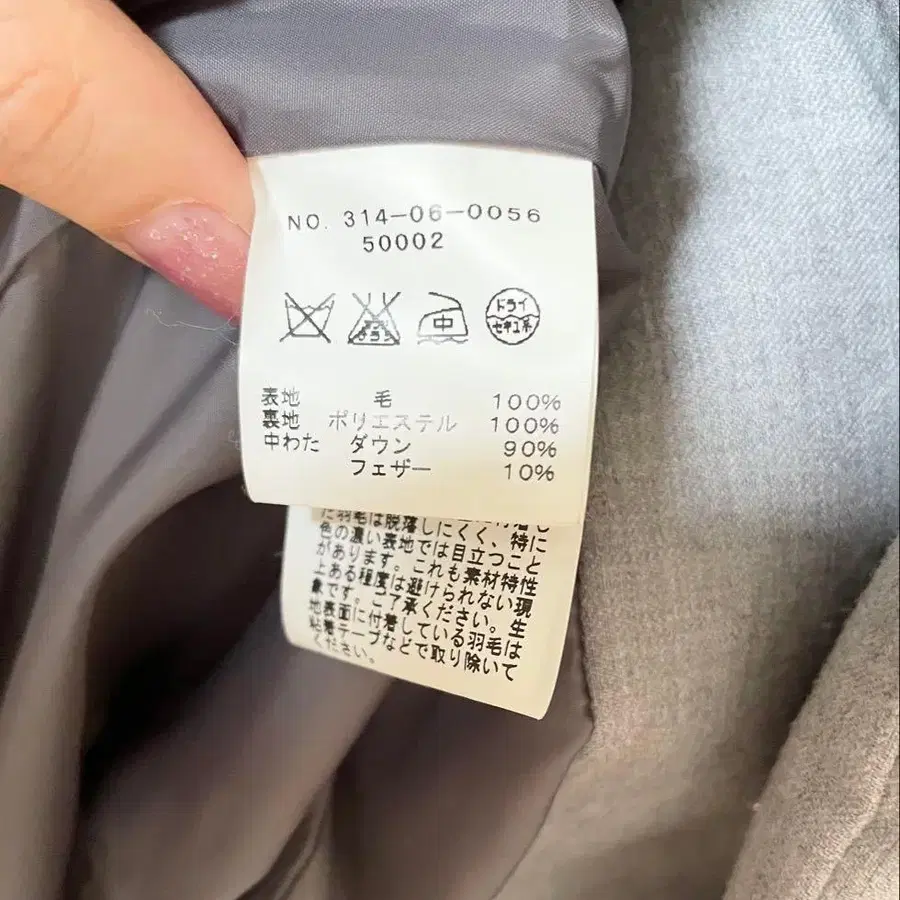 NO. 314-06-0056
50002
中
ドライ
セキユ系
表地 毛 100%
裏地 ポリエステル 100%
中わた ダウン 90%
フェザー 10%
た羽毛は脱落しにくく、特に
色の濃い表地では目立つこと
があります。これも素材特性
上ある程度は避けられない現
象です。ご了承ください。生
地表面に付着している羽毛は
粘着テープなどで取り除いて
ください。